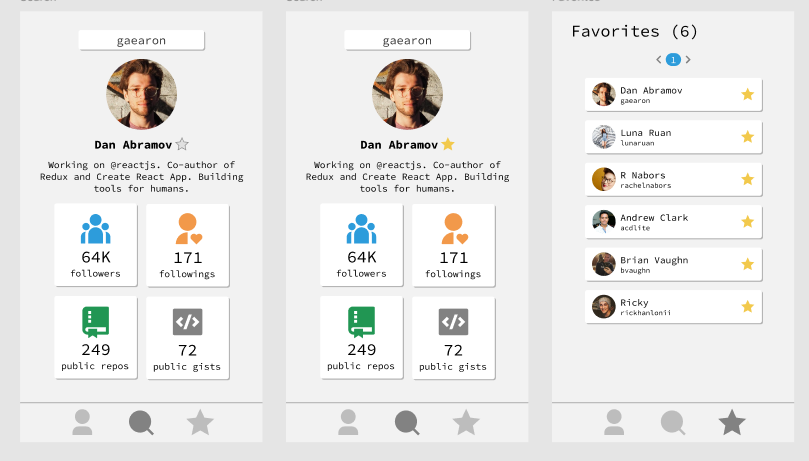 gaearon
Dan Abramov
Working on @reactjs. Co-author of
Redux and Create React App. Building
tools for humans.
64K
followers
171
followings
249
public repos
</>
72
public gists
gaearon
Dan Abramov
Working on @reactjs. Co-author of
Redux and Create React App. Building
tools for humans.
64K
followers
171
followings
249
public repos
</>
72
public gists
Favorites (6)
< 1 >
Dan Abramov
gaearon
Luna Ruan
lunaruan
R Nabors
rachelnabors
Andrew Clark
acdlite
Brian Vaughn
bvaughn
Ricky
rickhanlonii